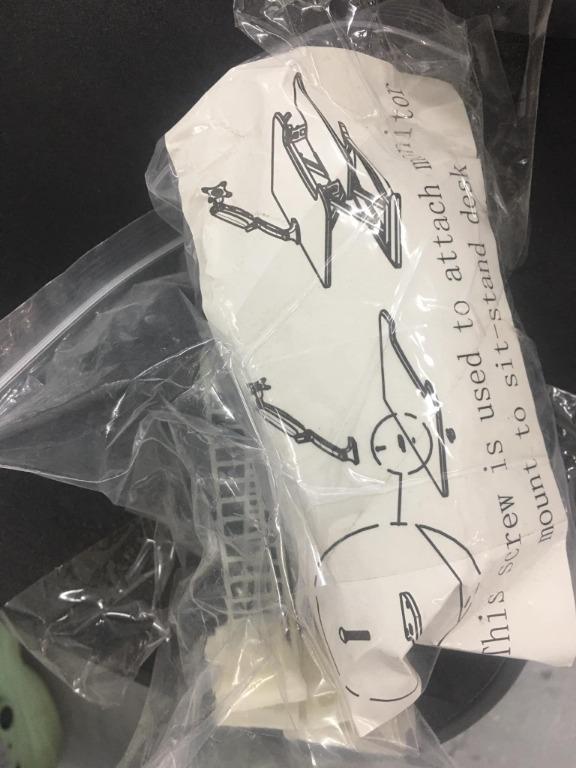 This screw is used to attach monitor
mount to sit-stand desk